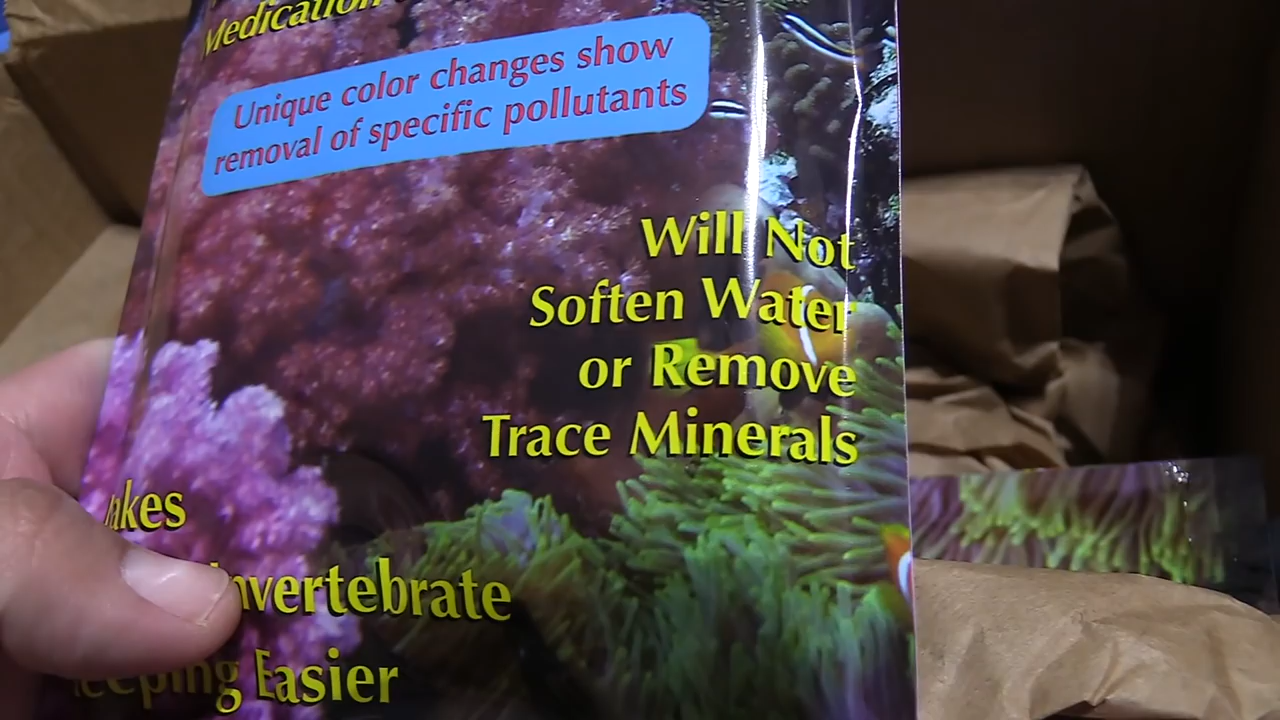 Medication
Unique color changes show
removal of specific pollutants
Will Not
Soften Water
or Remove
Trace Minerals
akes
Invertebrate
eeping Easier